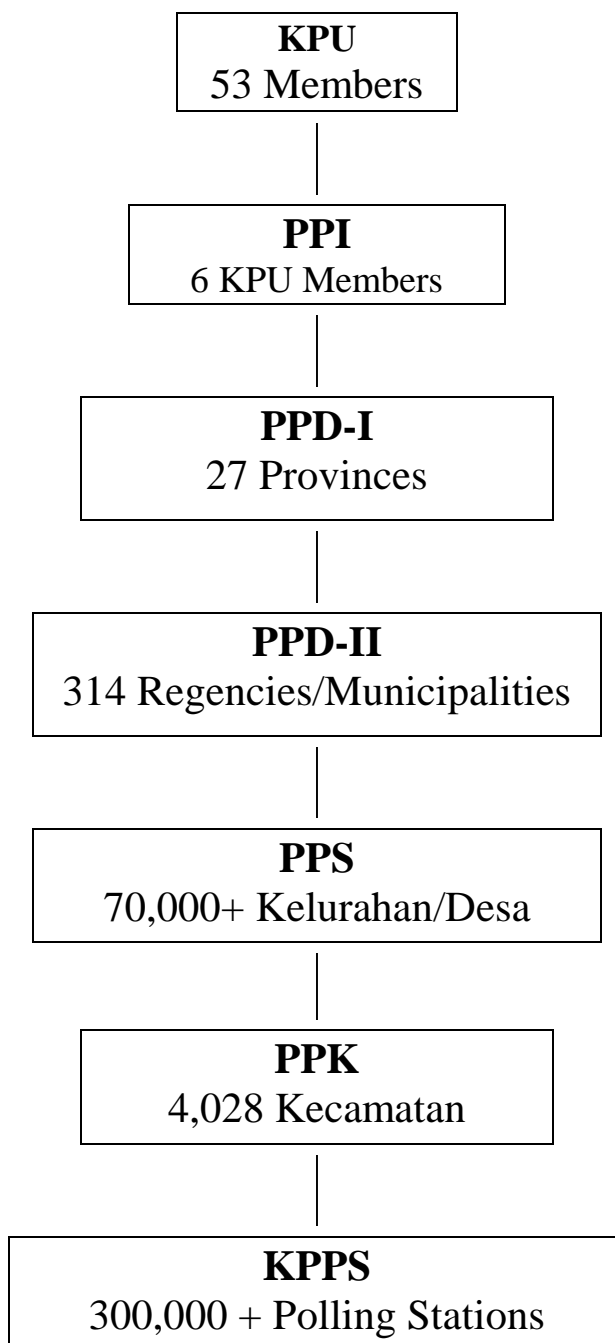 KPU
53 Members
PPI
6 KPU Members
PPD-I
27 Provinces
PPD-II
314 Regencies/Municipalities
PPS
70,000+ Kelurahan/Desa
PPK
4,028 Kecamatan
KPPS
300,000 + Polling Stations